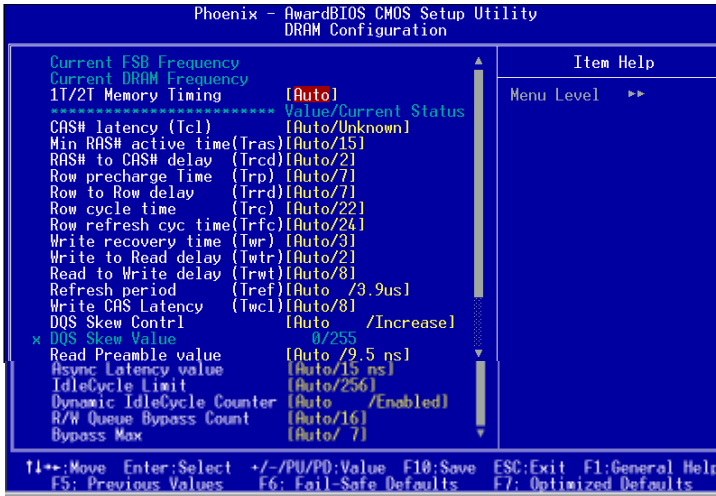 Phoenix - AwardBIOS CMOS Setup Utility
DRAM Configuration
Current FSB Frequency
Current DRAM Frequency
1T/2T Memory Timing [Auto]
************************* Value/Current Status
CAS# latency (Tcl) [Auto/Unknown]
Min RAS# active time(Tras)[Auto/15]
RAS# to CAS# delay (Trcd)[Auto/2]
Row precharge Time (Trp) [Auto/7]
Row to Row delay (Trrd)[Auto/7]
Row cycle time (Trc) [Auto/22]
Row refresh cyc time(Trfc)[Auto/24]
Write recovery time (Twr) [Auto/3]
Write to Read delay (Twtr)[Auto/2]
Read to Write delay (Trwt)[Auto/8]
Refresh period (Tref)[Auto /3.9us]
Write CAS Latency (Twcl)[Auto/8]
DQS Skew Contrl [Auto /Increase]
x DQS Skew Value 0/255
Read Preamble value [Auto /9.5 ns]
Async Latency value [Auto/15 ns]
IdleCycle Limit [Auto/256]
Dynamic IdleCycle Counter [Auto /Enabled]
R/W Queue Bypass Count [Auto/16]
Bypass Max [Auto/ 7]
Item Help
Menu Level ▸▸
↑↓→←:Move Enter:Select +/-/PU/PD:Value F10:Save ESC:Exit F1:General Help
F5: Previous Values F6: Fail-Safe Defaults F7: Optimized Defaults